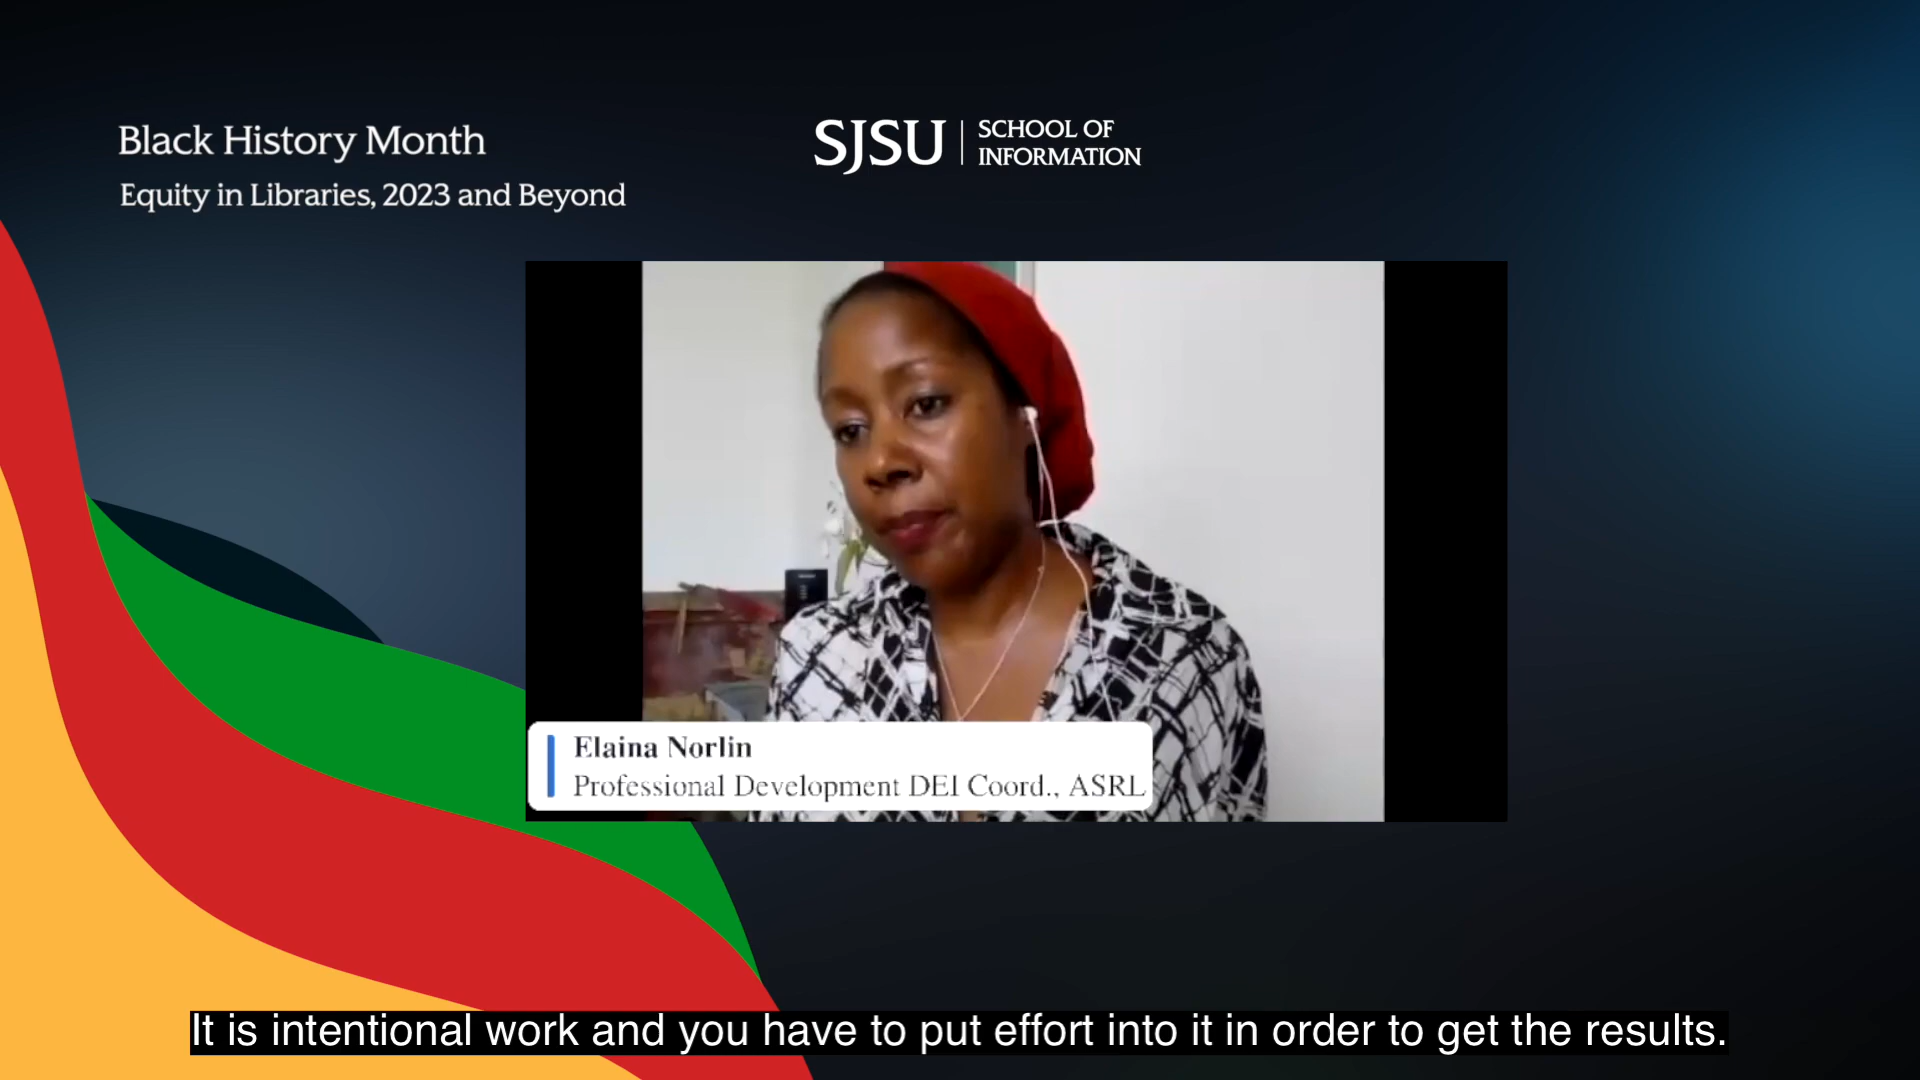 Black History Month
Equity in Libraries, 2023 and Beyond
SJSU
SCHOOL OF
INFORMATION
Elaina Norlin
Professional Development DEI Coord., ASRL
It is intentional work and you have to put effort into it in order to get the results.